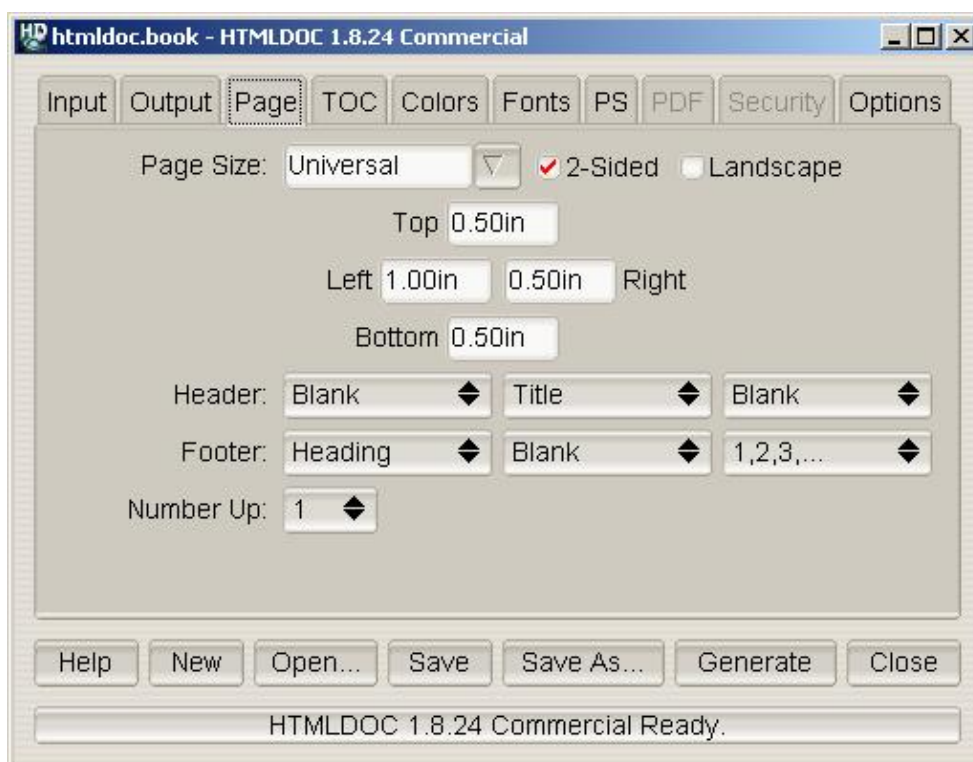 htmldoc.book - HTMLDOC 1.8.24 Commercial
Input Output Page TOC Colors Fonts PS PDF Security Options
Page Size: Universal 2-Sided Landscape
Top 0.50in
Left 1.00in 0.50in Right
Bottom 0.50in
Header: Blank Title Blank
Footer: Heading Blank 1,2,3,...
Number Up: 1
Help New Open... Save Save As... Generate Close
HTMLDOC 1.8.24 Commercial Ready.